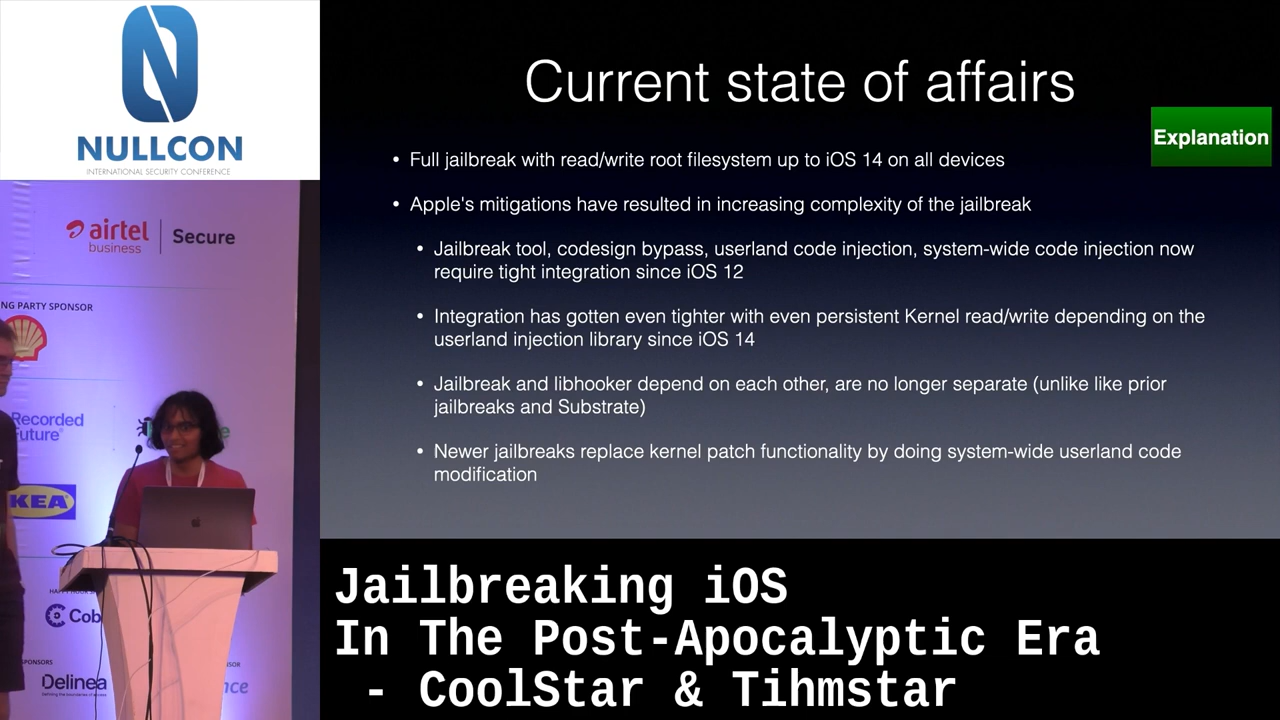 NULLCON
INTERNATIONAL SECURITY CONFERENCE
airtel
business
Secure
NG PARTY SPONSOR
Recorded
Future
IKEA
Cob
SPONSORS
Delinea
SOR
Current state of affairs
Explanation
• Full jailbreak with read/write root filesystem up to iOS 14 on all devices
• Apple's mitigations have resulted in increasing complexity of the jailbreak
• Jailbreak tool, codesign bypass, userland code injection, system-wide code injection now
require tight integration since iOS 12
• Integration has gotten even tighter with even persistent Kernel read/write depending on the
userland injection library since iOS 14
• Jailbreak and libhooker depend on each other, are no longer separate (unlike like prior
jailbreaks and Substrate)
• Newer jailbreaks replace kernel patch functionality by doing system-wide userland code
modification
Jailbreaking iOS
In The Post-Apocalyptic Era
- CoolStar & Tihmstar